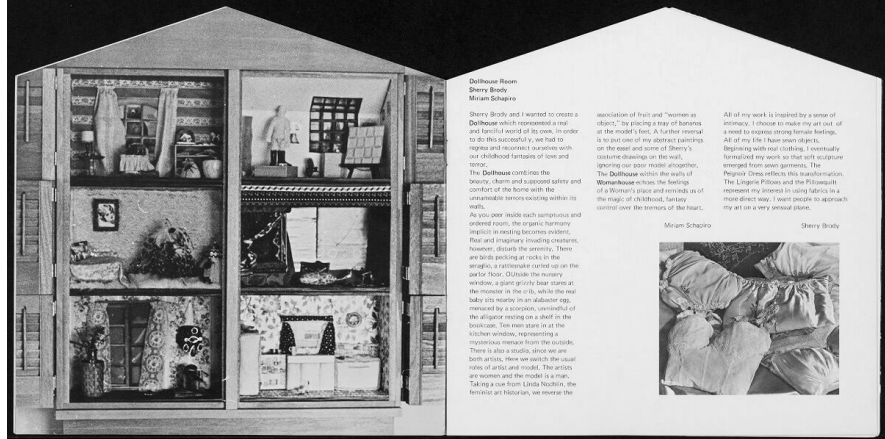 Dollhouse Room
Sherry Brody
Miriam Schapiro
Sherry Brody and I wanted to create a
Dollhouse which represented a real
and fanciful world of its own. In order
to do this successfully, we had to
regress and reconnect ourselves with
our childhood fantasies of love and
terror.
The Dollhouse combines the
beauty, charm and supposed safety and
comfort of the home with the
unnameable terrors existing within its
walls.
As you peer inside each sumptuous and
ordered room, the organic harmony
implicit in nesting becomes evident.
Real and imaginary invading creatures,
however, disturb the serenity. There
are birds pecking at rocks in the
seraglio, a rattlesnake curled up on the
parlor floor. OUtside the nursery
window, a giant grizzly bear stares at
the monster in the crib, while the real
baby sits nearby in an alabaster egg,
menaced by a scorpion, unmindful of
the alligator resting on a shelf in the
bookcase. Ten men stare in at the
kitchen window, representing a
mysterious menace from the outside.
There is also a studio, since we are
both artists. Here we switch the usual
roles of artist and model. The artists
are women and the model is a man.
Taking a cue from Linda Nochlin, the
feminist art historian, we reverse the
association of fruit and "women as
object," by placing a tray of bananas
at the model's feet. A further reversal
is to put one of my abstract paintings
on the easel and some of Sherry's
costume drawings on the wall,
ignoring our poor model altogether.
The Dollhouse within the walls of
Womanhouse echoes the feelings
of a Woman's place and reminds us of
the magic of childhood, fantasy
control over the tremors of the heart.
Miriam Schapiro
All of my work is inspired by a sense of
intimacy. I choose to make my art out of
a need to express strong female feelings.
All of my life I have sewn objects.
Beginning with real clothing, I eventually
formalized my work so that soft sculpture
emerged from sewn garments. The
Peignoir Dress reflects this transformation.
The Lingerie Pillows and the Pillowquilt
represent my interest in using fabrics in a
more direct way. I want people to approach
my art on a very sensual plane.
Sherry Brody